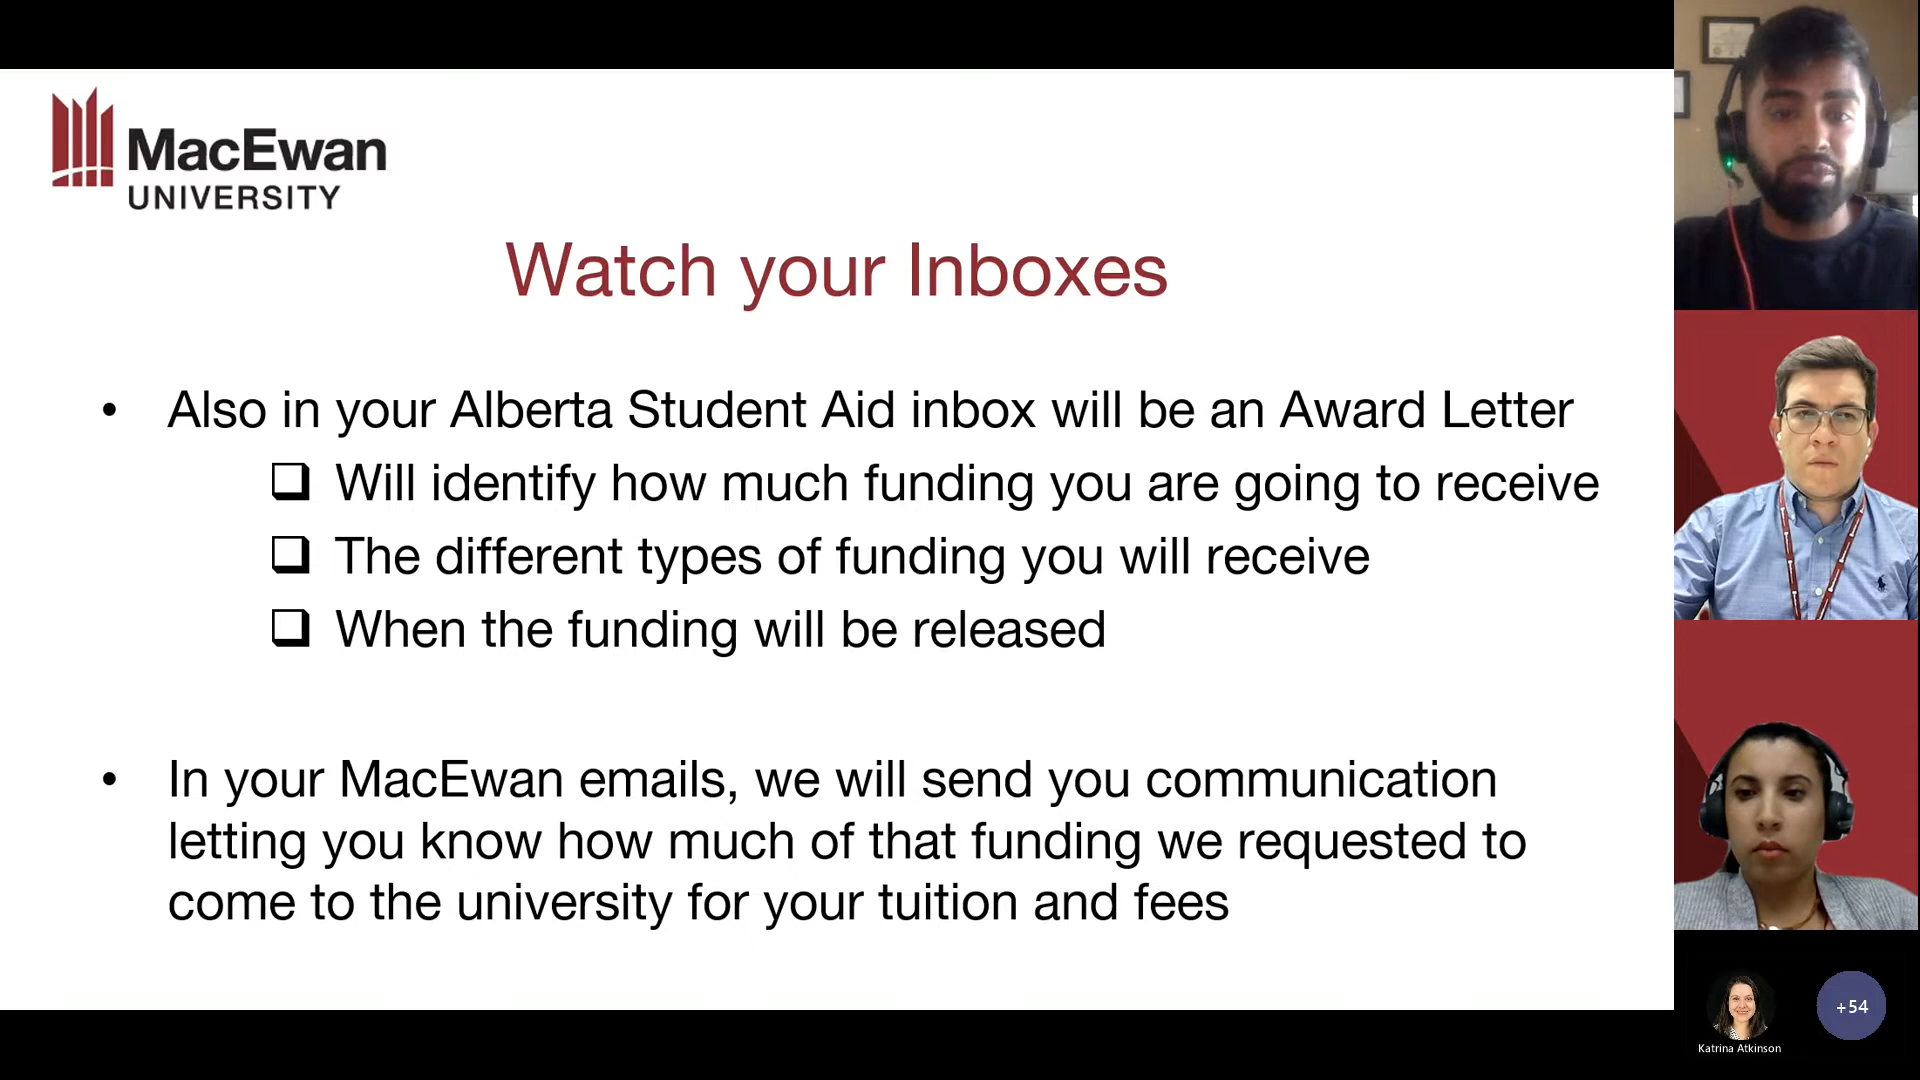 MacEwan
UNIVERSITY
Watch your Inboxes
• Also in your Alberta Student Aid inbox will be an Award Letter
❑ Will identify how much funding you are going to receive
❑ The different types of funding you will receive
❑ When the funding will be released
• In your MacEwan emails, we will send you communication
letting you know how much of that funding we requested to
come to the university for your tuition and fees
+54
Katrina Atkinson